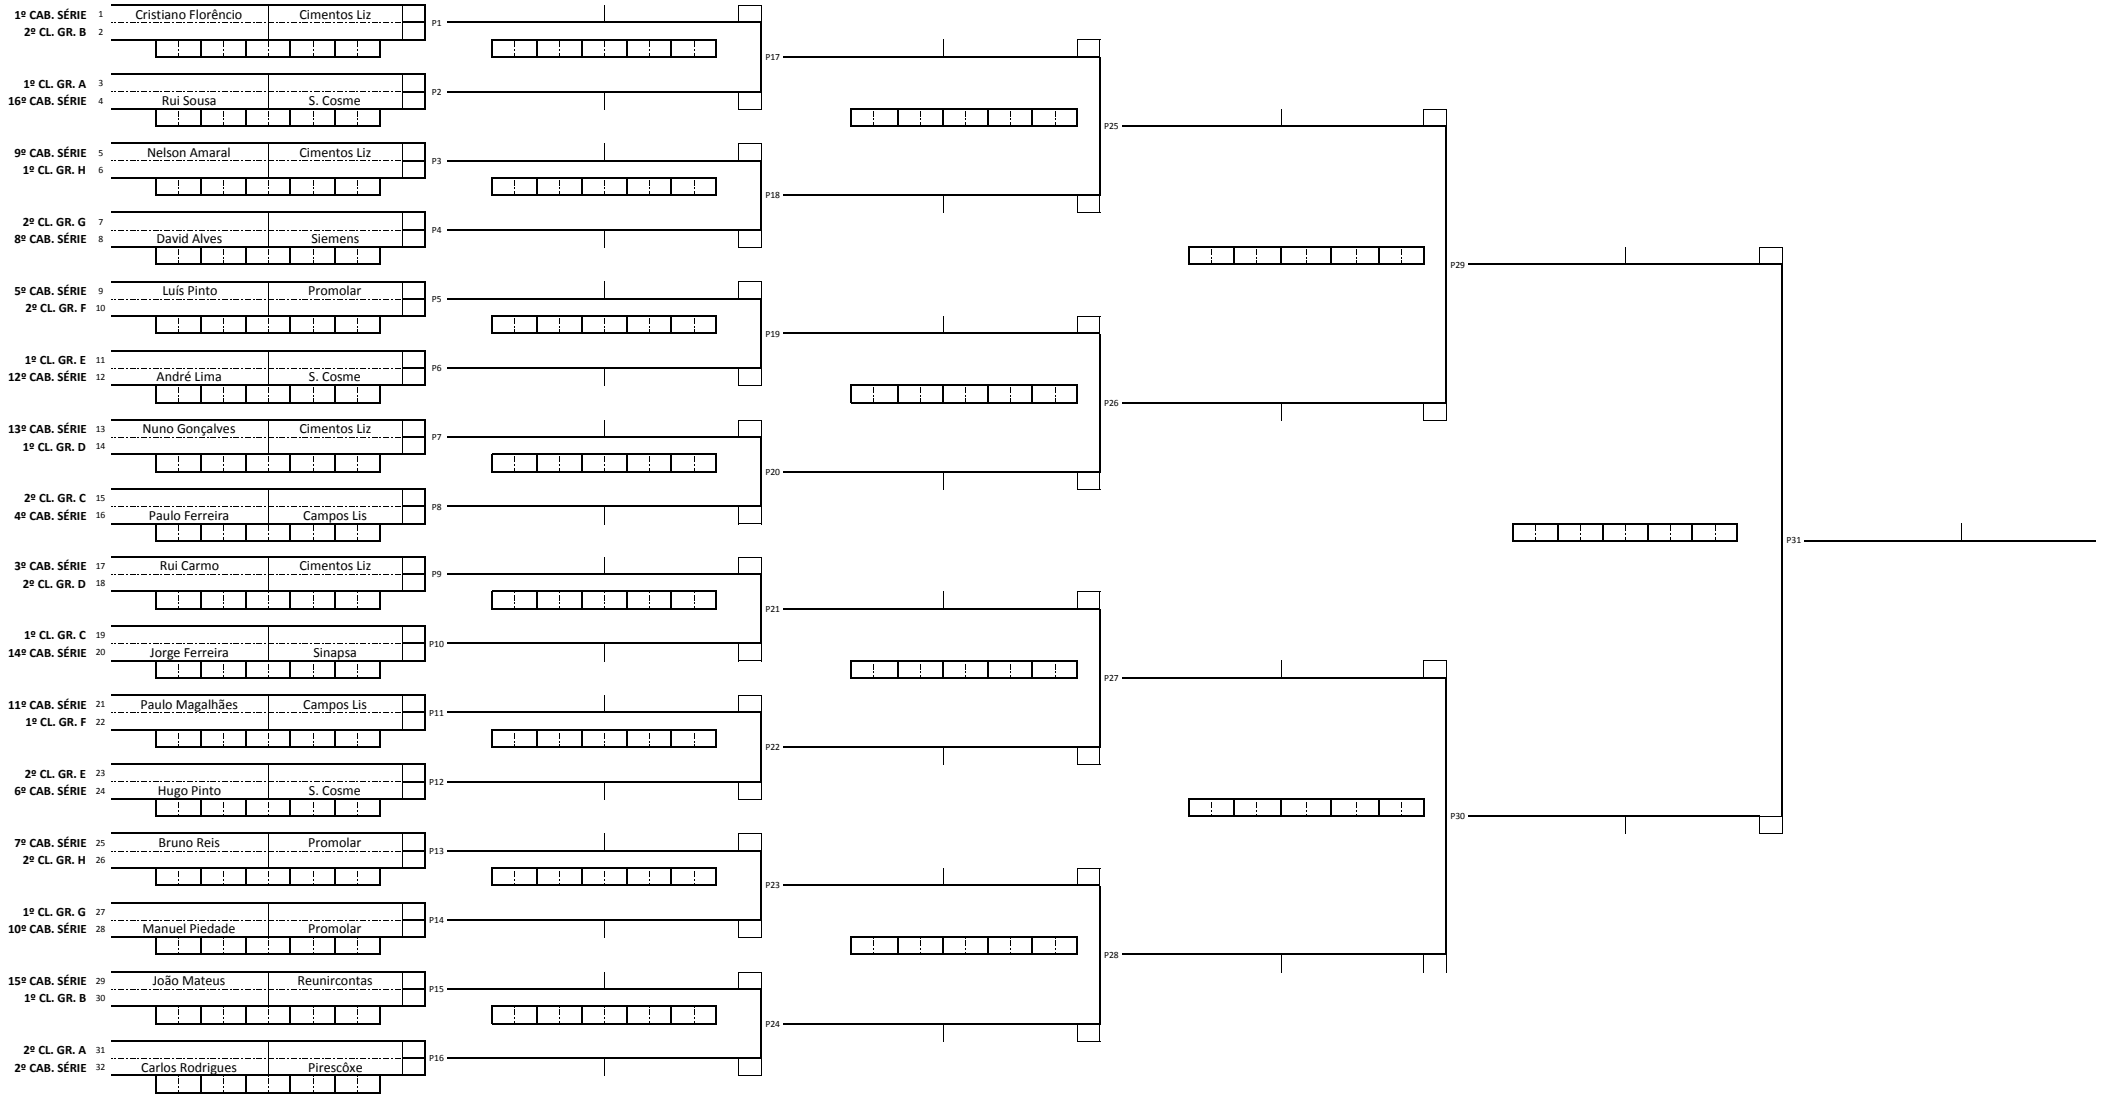 1º CAB. SÉRIE 1 Cristiano Florêncio Cimentos Liz
P1
2º CL. GR. B 2
P17
1º CL. GR. A 3
P2
16º CAB. SÉRIE 4 Rui Sousa S. Cosme
P25
9º CAB. SÉRIE 5 Nelson Amaral Cimentos Liz
P3
1º CL. GR. H 6
P18
2º CL. GR. G 7
P4
8º CAB. SÉRIE 8 David Alves Siemens
P29
5º CAB. SÉRIE 9 Luís Pinto Promolar
P5
2º CL. GR. F 10
P19
1º CL. GR. E 11
P6
12º CAB. SÉRIE 12 André Lima S. Cosme
P26
13º CAB. SÉRIE 13 Nuno Gonçalves Cimentos Liz
P7
1º CL. GR. D 14
P20
2º CL. GR. C 15
P8
4º CAB. SÉRIE 16 Paulo Ferreira Campos Lis
P31
3º CAB. SÉRIE 17 Rui Carmo Cimentos Liz
P9
2º CL. GR. D 18
P21
1º CL. GR. C 19
P10
14º CAB. SÉRIE 20 Jorge Ferreira Sinapsa
P27
11º CAB. SÉRIE 21 Paulo Magalhães Campos Lis
P11
1º CL. GR. F 22
P22
2º CL. GR. E 23
P12
6º CAB. SÉRIE 24 Hugo Pinto S. Cosme
P30
7º CAB. SÉRIE 25 Bruno Reis Promolar
P13
2º CL. GR. H 26
P23
1º CL. GR. G 27
P14
10º CAB. SÉRIE 28 Manuel Piedade Promolar
P28
15º CAB. SÉRIE 29 João Mateus Reunircontas
P15
1º CL. GR. B 30
P24
2º CL. GR. A 31
P16
2º CAB. SÉRIE 32 Carlos Rodrigues Pirescôxe